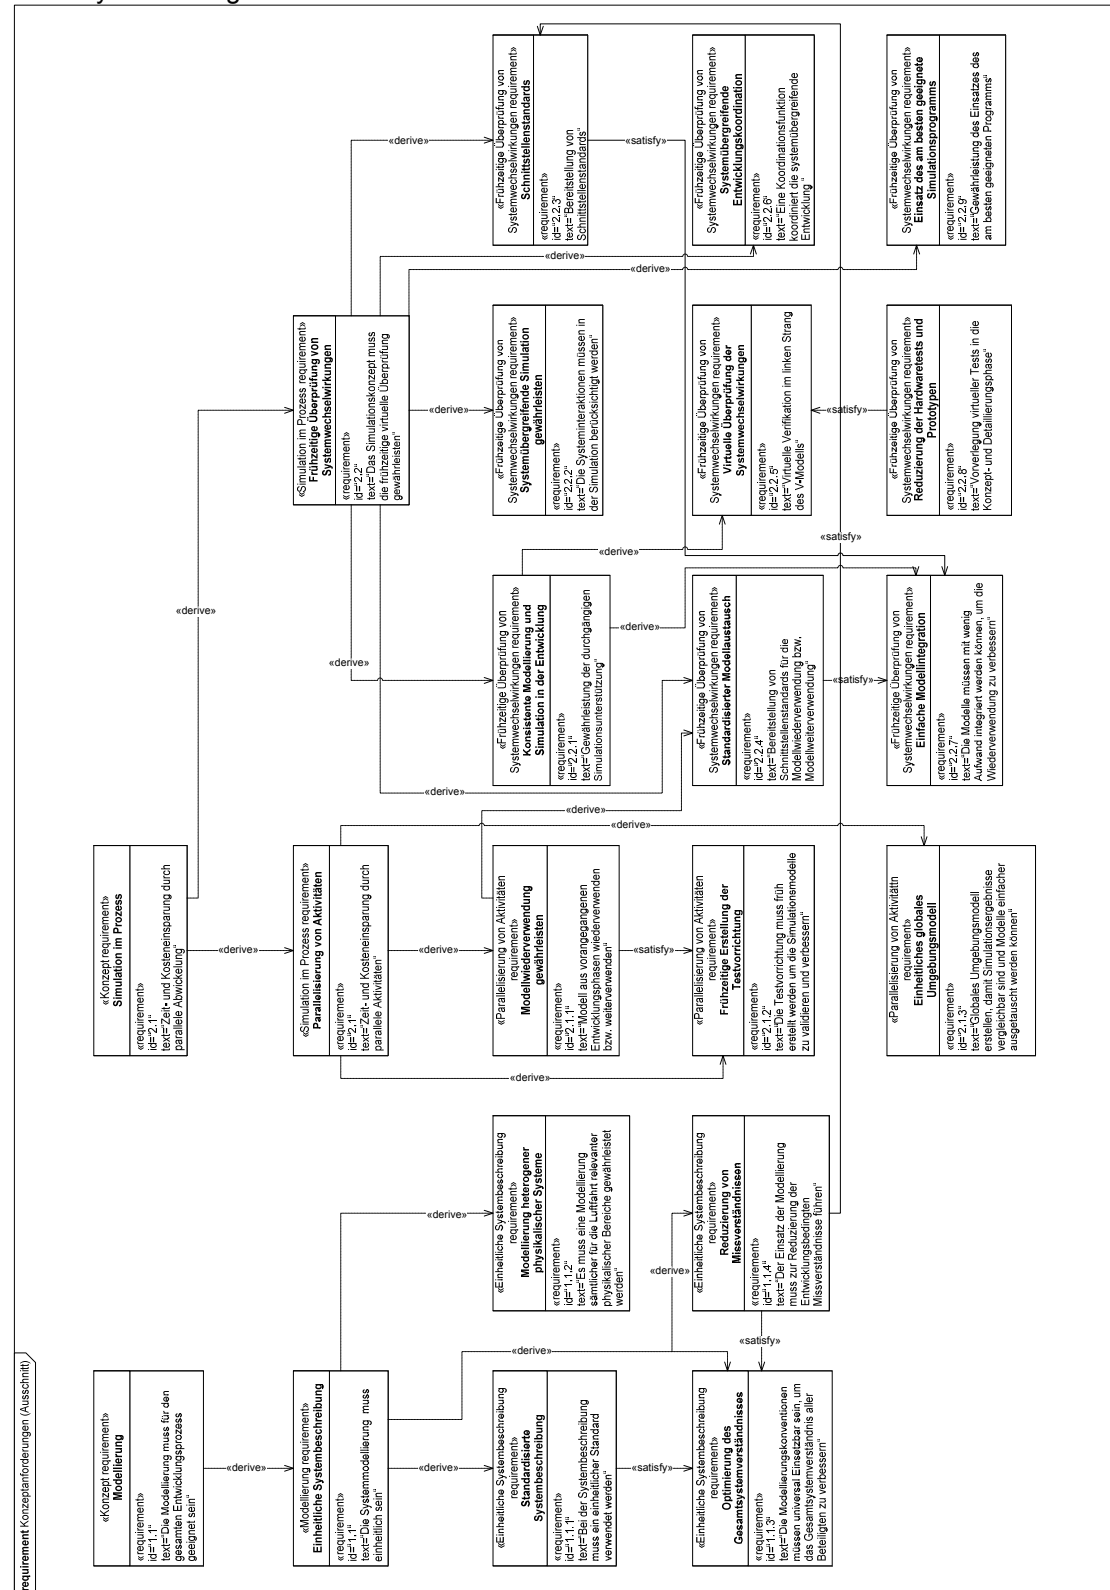 requirement Konzeptanforderungen (Ausschnitt)
«Konzept requirement»
Modellierung
«requirement»
id="1.1"
text="Die Modellierung muss für den
gesamten Entwicklungsprozess
geeignet sein"
«derive»
«Modellierung requirement»
Einheitliche Systembeschreibung
«requirement»
id="1.1"
text="Die Systemmodellierung muss
einheitlich sein"
«derive»
«derive»
«derive»
«derive»
«Einheitliche Systembeschreibung
requirement»
Standardisierte
Systembeschreibung
«requirement»
id="1.1.1"
text="Bei der Systembeschreibung
muss ein einheitlicher Standard
verwendet werden"
«satisfy»
«Einheitliche Systembeschreibung
requirement»
Modellierung heterogener
physikalischer Systeme
«requirement»
id="1.1.2"
text="Es muss eine Modellierung
sämtlicher für die Luftfahrt relevanter
physikalischer Bereiche gewährleistet
werden"
«Einheitliche Systembeschreibung
requirement»
Optimierung des
Gesamtsystemverständnisses
«requirement»
id="1.1.3"
text="Die Modellierungskonventionen
müssen universal Einsetzbar sein, um
das Gesamtsystemverständnis aller
Beteiligten zu verbessern"
«satisfy»
«Einheitliche Systembeschreibung
requirement»
Reduzierung von
Missverständnissen
«requirement»
id="1.1.4"
text="Der Einsatz der Modellierung
muss zur Reduzierung der
Entwicklungsbedingten
Missverständnisse führen"
«satisfy»
«Konzept requirement»
Simulation im Prozess
«requirement»
id="2.1"
text="Zeit- und Kosteneinsparung durch
parallele Abwickelung"
«derive»
«derive»
«Simulation im Prozess requirement»
Parallelisierung von Aktivitäten
«requirement»
id="2.1"
text="Zeit- und Kosteneinsparung durch
parallele Aktivitäten"
«derive»
«derive»
«derive»
«Parallelisierung von Aktivitäten
requirement»
Modellwiederverwendung
gewährleisten
«requirement»
id="2.1.1"
text="Modell aus vorangegangenen
Entwicklungsphasen wiederverwenden
bzw. weiterverwenden"
«satisfy»
«derive»
«Parallelisierung von Aktivitäten
requirement»
Frühzeitige Erstellung der
Testvorrichtung
«requirement»
id="2.1.2"
text="Die Testvorrichtung muss früh
erstellt werden um die Simulationsmodelle
zu validieren und verbessern"
«Parallelisierung von Aktivitättn
requirement»
Einheitliches globales
Umgebungsmodell
«requirement»
id="2.1.3"
text="Globales Umgebungsmodell
erstellen, damit Simulationsergebnisse
vergleichbar sind und Modelle einfacher
ausgetauscht werden können"
«Simulation im Prozess requirement»
Frühzeitige Überprüfung von
Systemwechselwirkungen
«requirement»
id="2.2"
text="Das Simulationskonzept muss
die frühzeitige virtuelle Überprüfung
gewährleisten"
«derive»
«derive»
«derive»
«derive»
«derive»
«derive»
«Frühzeitige Überprüfung von
Systemwechselwirkungen requirement»
Konsistente Modellierung und
Simulation in der Entwicklung
«requirement»
id="2.2.1"
text="Gewährleistung der durchgängigen
Simulationsunterstützung"
«derive»
«derive»
«Frühzeitige Überprüfung von
Systemwechselwirkungen requirement»
Systemübergreifende Simulation
gewährleisten
«requirement»
id="2.2.2"
text="Die Systeminteraktionen müssen in
der Simulation berücksichtigt werden"
«Frühzeitige Überprüfung von
Systemwechselwirkungen requirement»
Schnittstellenstandards
«requirement»
id="2.2.3"
text="Bereitstellung von
Schnittstellenstandards"
«satisfy»
«Frühzeitige Überprüfung von
Systemwechselwirkungen requirement»
Standardisierter Modellaustausch
«requirement»
id="2.2.4"
text="Bereitstellung von
Schnittstellenstandards für die
Modellwiederverwendung bzw.
Modellweiterverwendung"
«satisfy»
«Frühzeitige Überprüfung von
Systemwechselwirkungen requirement»
Virtuelle Überprüfung der
Systemwechselwirkungen
«requirement»
id="2.2.5"
text="Virtuelle Verifikation im linken Strang
des V-Modells"
«satisfy»
«Frühzeitige Überprüfung von
Systemwechselwirkungen requirement»
Systemübergreifende
Entwicklungskoordination
«requirement»
id="2.2.6"
text="Eine Koordinationsfunktion
koordiniert die systemübergreifende
Entwicklung "
«Frühzeitige Überprüfung von
Systemwechselwirkungen requirement»
Einfache Modellintegration
«requirement»
id="2.2.7"
text="Die Modelle müssen mit wenig
Aufwand integriert werden können, um die
Wiederverwendung zu verbessern"
«Frühzeitige Überprüfung von
Systemwechselwirkungen requirement»
Reduzierung der Hardwaretests und
Prototypen
«requirement»
id="2.2.8"
text="Vorverlegung virtueller Tests in die
Konzept- und Detaillierungsphase"
«Frühzeitige Überprüfung von
Systemwechselwirkungen requirement»
Einsatz des am besten geeignete
Simulationsprogramms
«requirement»
id="2.2.9"
text="Gewährleistung des Einsatzes des
am besten geeigneten Programms"